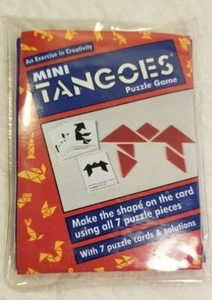 An Exercise in Creativity
MINI
TANGOES
Puzzle Game
Make the shape on the card
using all 7 puzzle pieces
With 7 puzzle cards & solutions